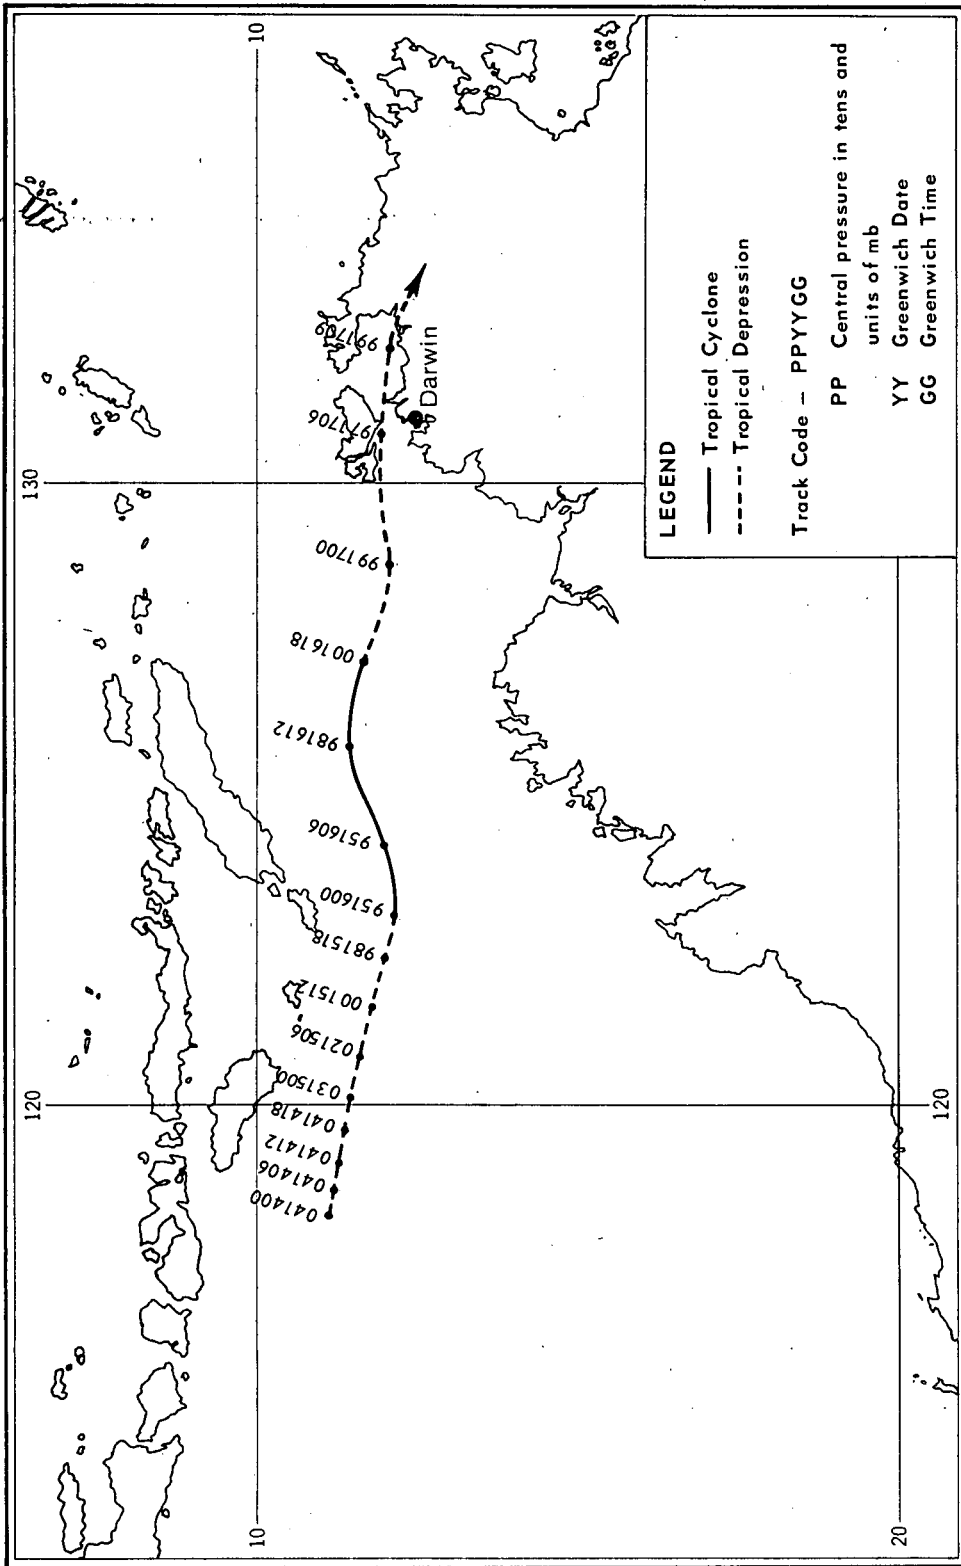 120
130
10
10
041400
041406
041412
041418
031500
021506
001512
981518
951600
951606
981612
001618
991700
971706
991709
Darwin
120
20
LEGEND
Tropical Cyclone
Tropical Depression
Track Code – PPYYGG
PP Central pressure in tens and
units of mb
YY Greenwich Date
GG Greenwich Time